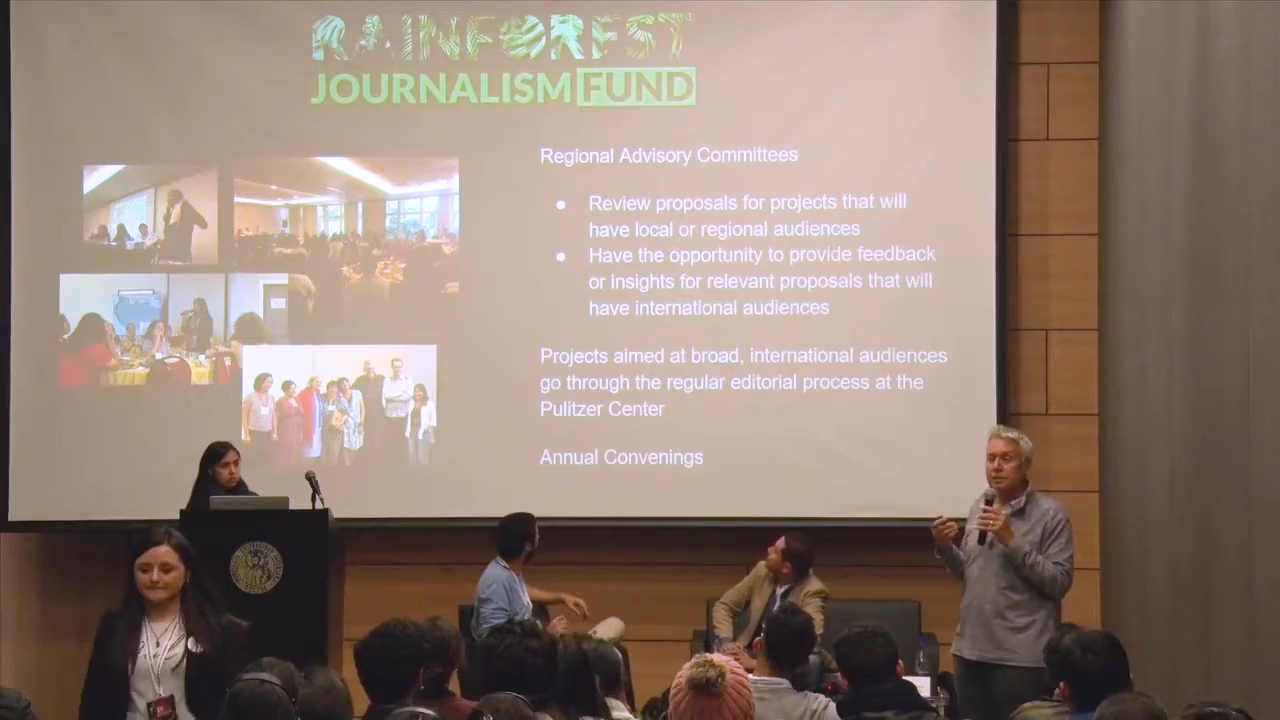 RAINFOREST
JOURNALISM FUND
Regional Advisory Committees
● Review proposals for projects that will
have local or regional audiences
● Have the opportunity to provide feedback
or insights for relevant proposals that will
have international audiences
Projects aimed at broad, international audiences
go through the regular editorial process at the
Pulitzer Center
Annual Convenings